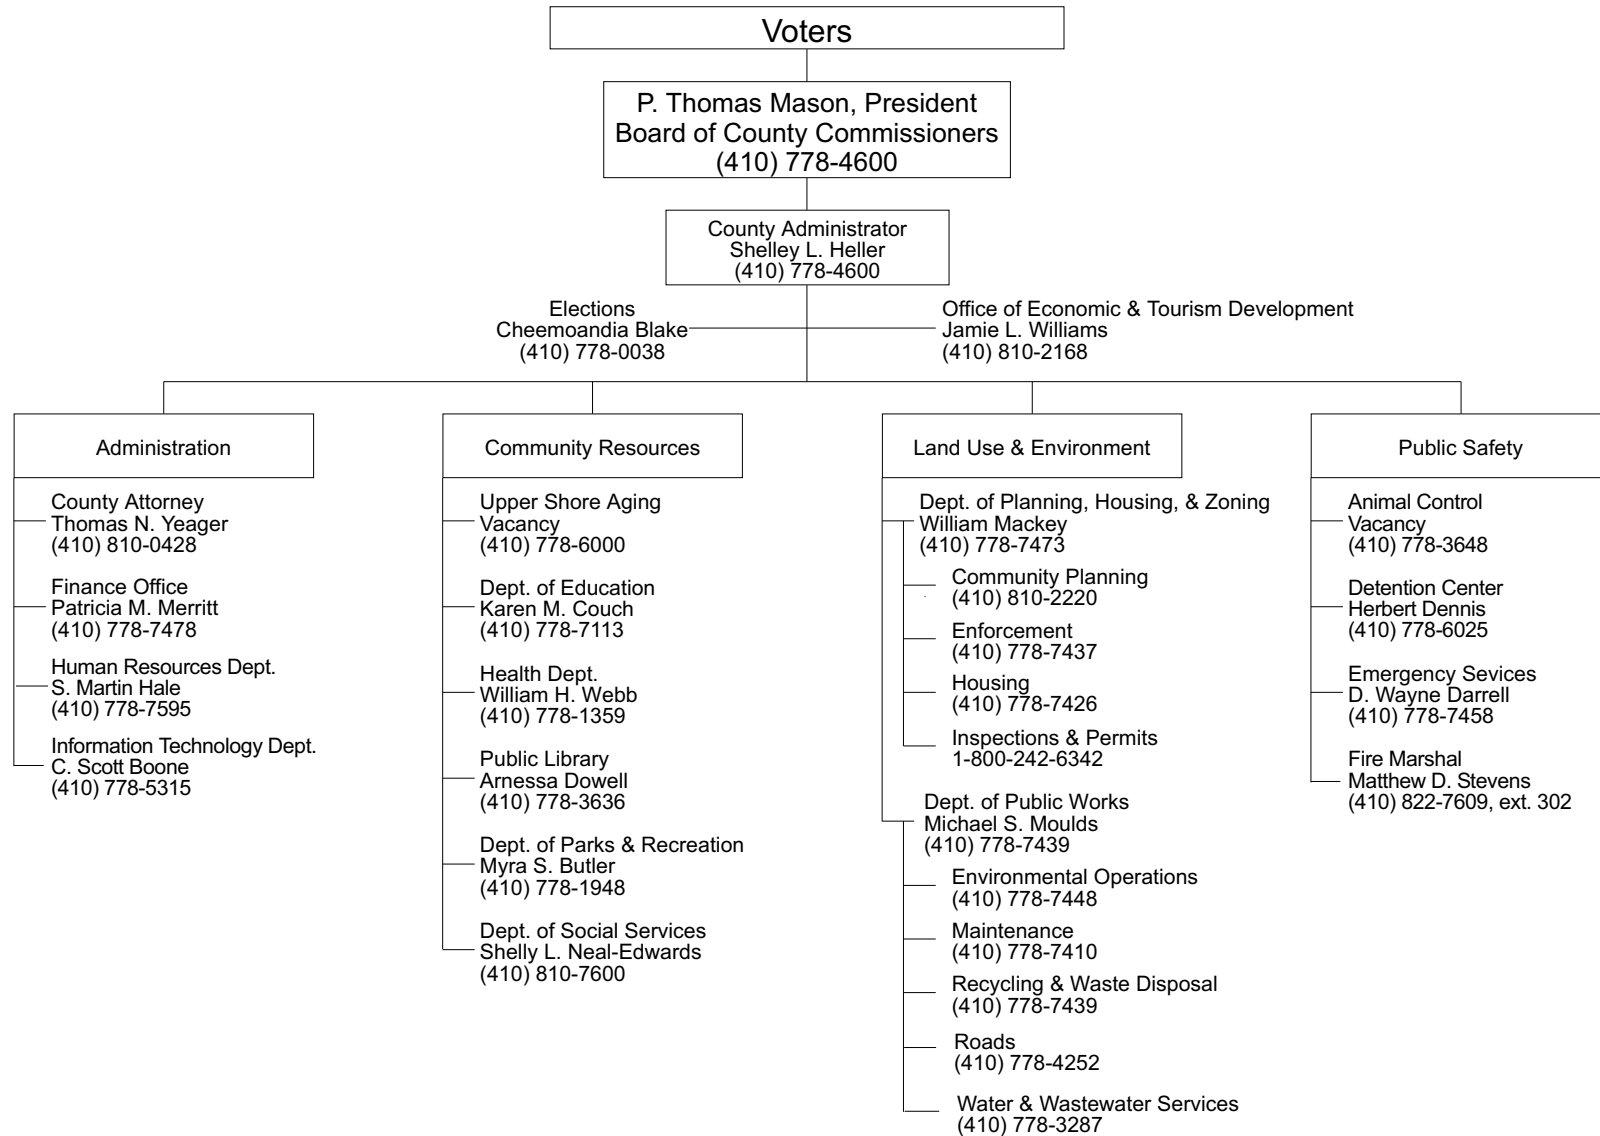 Voters
P. Thomas Mason, President
Board of County Commissioners
(410) 778-4600
County Administrator
Shelley L. Heller
(410) 778-4600
Elections
Cheemoandia Blake
(410) 778-0038
Office of Economic & Tourism Development
Jamie L. Williams
(410) 810-2168
Administration
County Attorney
Thomas N. Yeager
(410) 810-0428
Finance Office
Patricia M. Merritt
(410) 778-7478
Human Resources Dept.
S. Martin Hale
(410) 778-7595
Information Technology Dept.
C. Scott Boone
(410) 778-5315
Community Resources
Upper Shore Aging
Vacancy
(410) 778-6000
Dept. of Education
Karen M. Couch
(410) 778-7113
Health Dept.
William H. Webb
(410) 778-1359
Public Library
Arnessa Dowell
(410) 778-3636
Dept. of Parks & Recreation
Myra S. Butler
(410) 778-1948
Dept. of Social Services
Shelly L. Neal-Edwards
(410) 810-7600
Land Use & Environment
Dept. of Planning, Housing, & Zoning
William Mackey
(410) 778-7473
Community Planning
(410) 810-2220
Enforcement
(410) 778-7437
Housing
(410) 778-7426
Inspections & Permits
1-800-242-6342
Dept. of Public Works
Michael S. Moulds
(410) 778-7439
Environmental Operations
(410) 778-7448
Maintenance
(410) 778-7410
Recycling & Waste Disposal
(410) 778-7439
Roads
(410) 778-4252
Water & Wastewater Services
(410) 778-3287
Public Safety
Animal Control
Vacancy
(410) 778-3648
Detention Center
Herbert Dennis
(410) 778-6025
Emergency Sevices
D. Wayne Darrell
(410) 778-7458
Fire Marshal
Matthew D. Stevens
(410) 822-7609, ext. 302